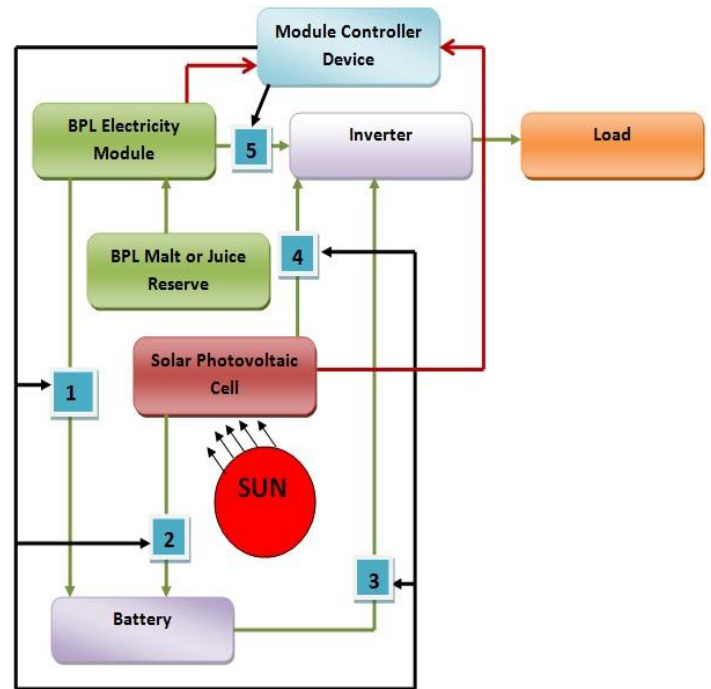 Module Controller
Device
BPL Electricity
Module
5
Inverter
Load
BPL Malt or Juice
Reserve
4
Solar Photovoltaic
Cell
1
SUN
2
3
Battery